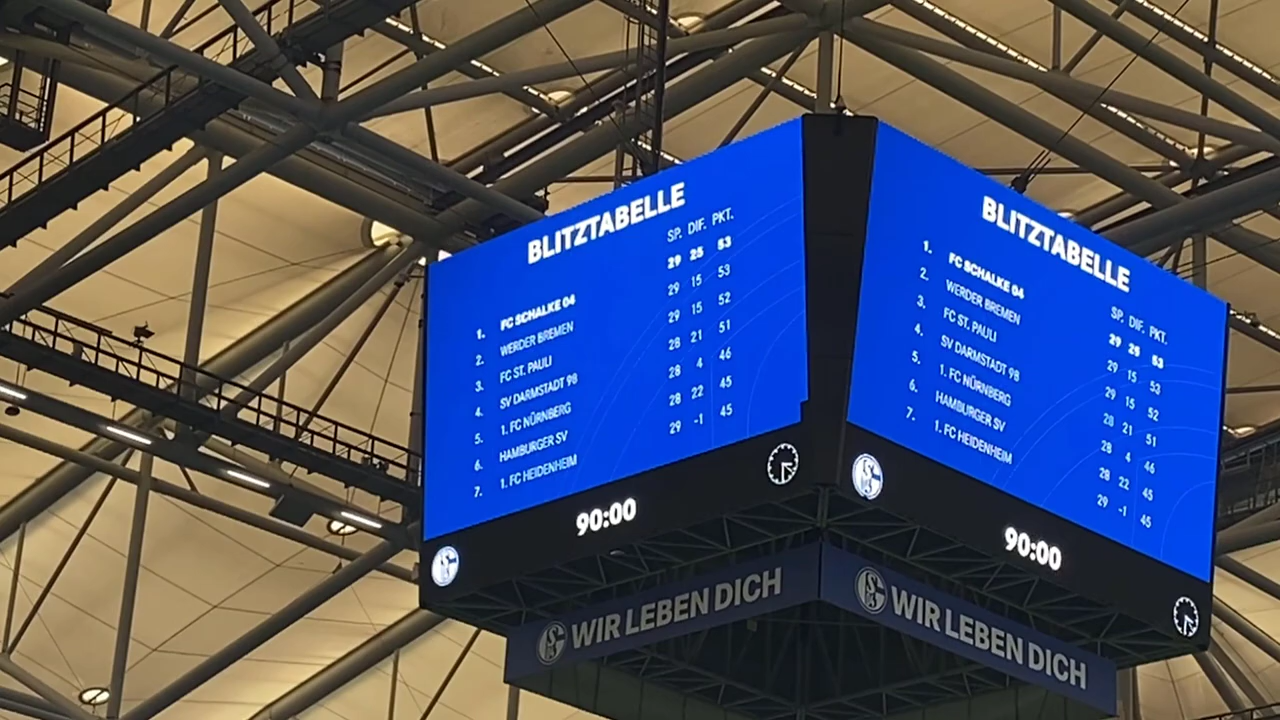 BLITZTABELLE
SP. DIF. PKT.
1. FC SCHALKE 04 29 25 53
2. WERDER BREMEN 29 15 53
3. FC ST. PAULI 29 15 52
4. SV DARMSTADT 98 28 21 51
5. 1. FC NÜRNBERG 28 4 46
6. HAMBURGER SV 28 22 45
7. 1. FC HEIDENHEIM 29 -1 45
90:00
WIR LEBEN DICH
BLITZTABELLE
SP. DIF. PKT.
1. FC SCHALKE 04 29 25 53
2. WERDER BREMEN 29 15 53
3. FC ST. PAULI 29 15 52
4. SV DARMSTADT 98 28 21 51
5. 1. FC NÜRNBERG 28 4 46
6. HAMBURGER SV 28 22 45
7. 1. FC HEIDENHEIM 29 -1 45
90:00
WIR LEBEN DICH